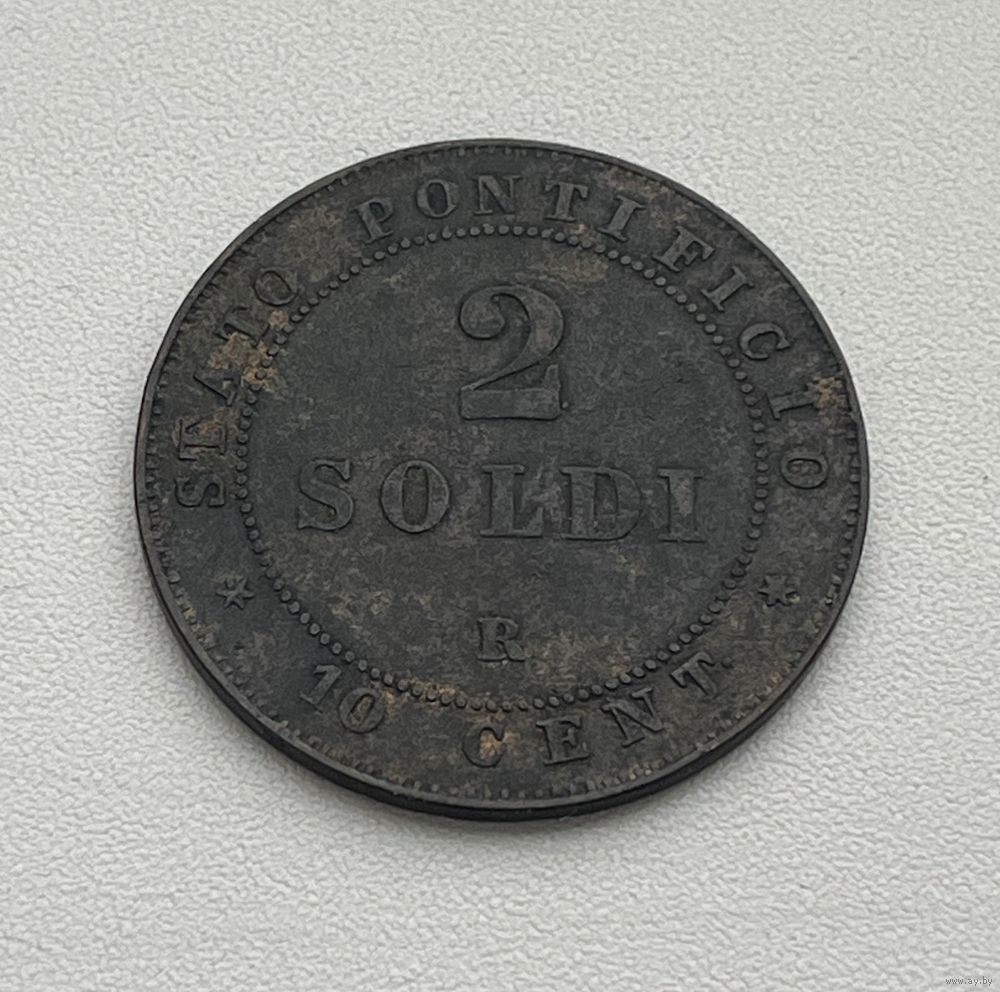 STATO PONTIFICIO
2
SOLDI
R
* 10 CENT. *
www.ay.by